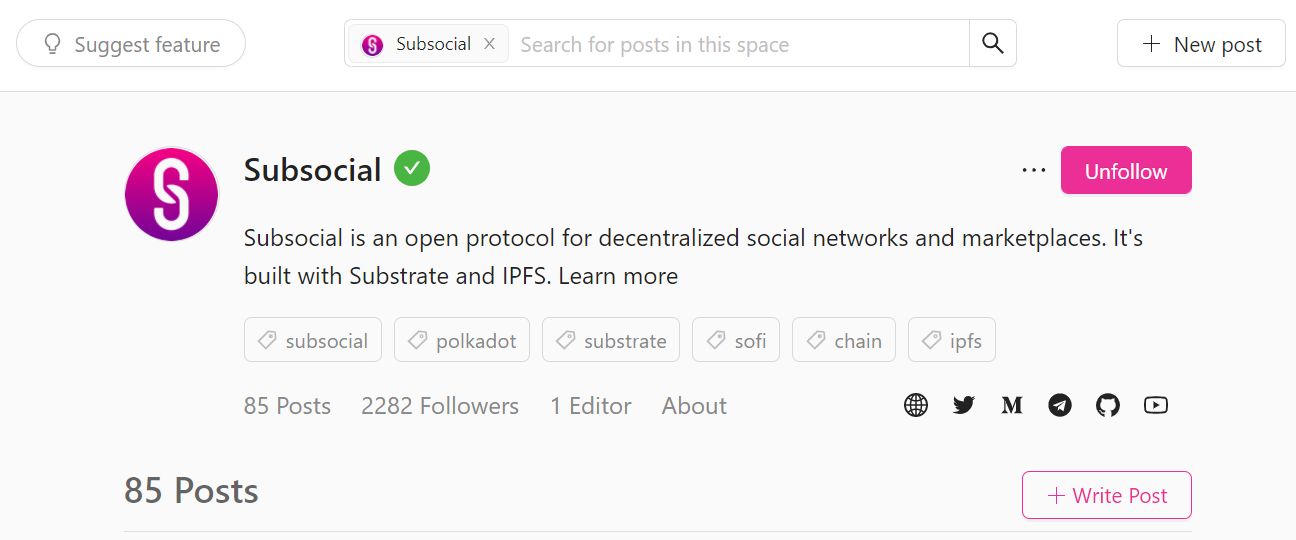 Suggest feature
Subsocial X Search for posts in this space
+ New post
Subsocial
... Unfollow
Subsocial is an open protocol for decentralized social networks and marketplaces. It's
built with Substrate and IPFS. Learn more
subsocial polkadot substrate sofi chain ipfs
85 Posts 2282 Followers 1 Editor About
85 Posts
+ Write Post